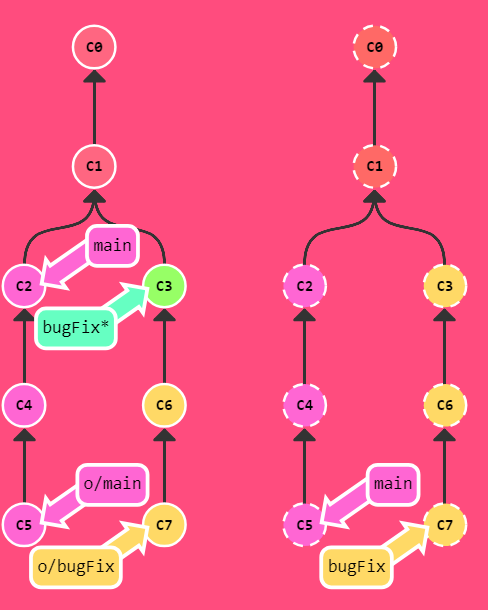 C0
C1
main
C2
C3
bugFix*
C4
C6
o/main
C5
C7
o/bugFix
C0
C1
C2
C3
C4
C6
main
C5
C7
bugFix